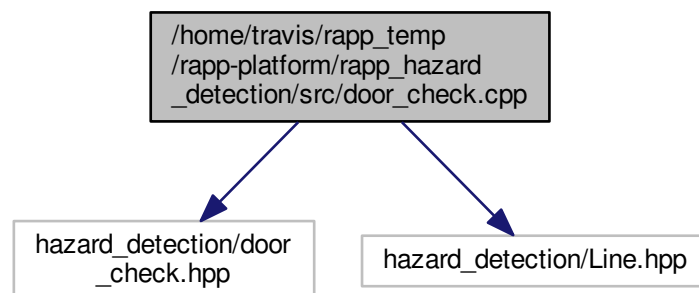 /home/travis/rapp_temp
/rapp-platform/rapp_hazard
_detection/src/door_check.cpp
hazard_detection/door
_check.hpp
hazard_detection/Line.hpp